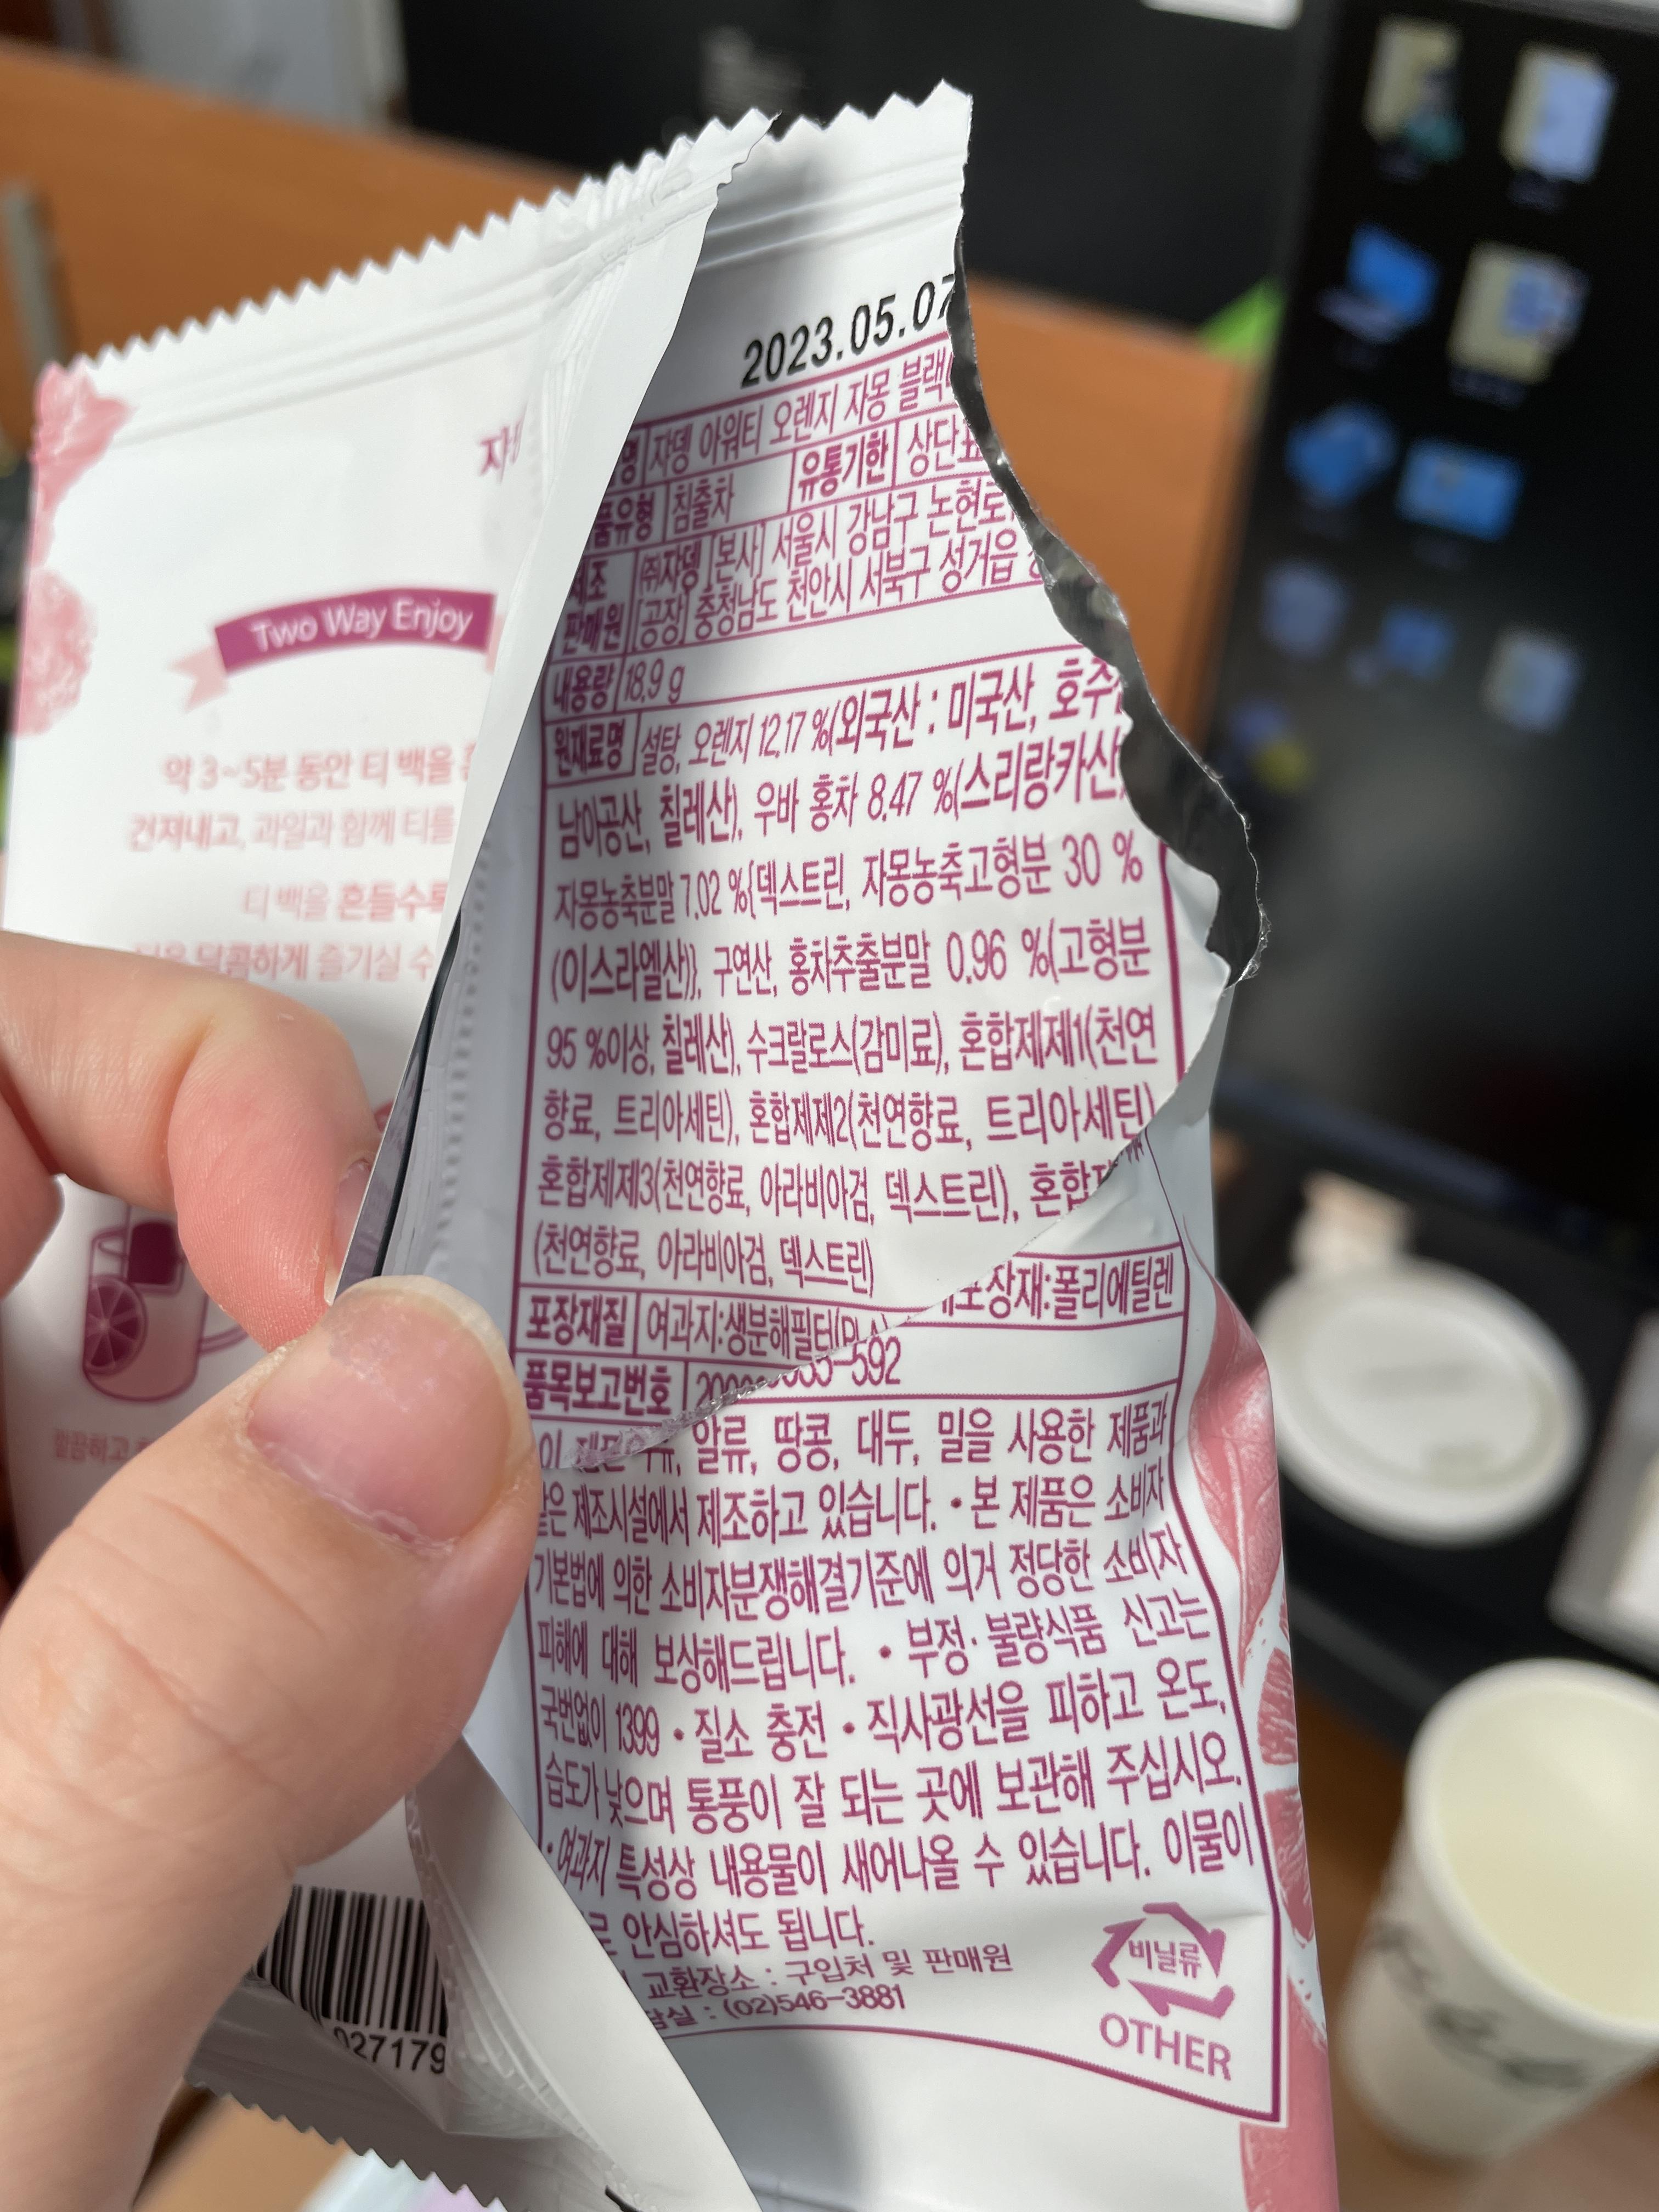 Two Way Enjoy
약 3~5분 동안 티 백을
건져내고, 과일과 함께 티를
티 백을 흔들수록
달콤하게 즐기실 수
027179
2023.05.07
자뎅 아워티 오렌지 자몽
침출차 유통기한
㈜자뎅 [본사] 서울시 강남구
판매원 [공장] 충청남도 천안시 서북구 성거읍
내용량 18.9 g
원재료명 설탕, 오렌지 12.17 %(외국산 : 미국산,
남아공산, 칠레산), 우바 홍차 8.47 %(스리랑카산
자몽농축분말 7.02 %{덱스트린, 자몽농축고형분 30 %
(이스라엘산)}, 구연산, 홍차추출분말 0.96 %(고형분
95 %이상, 칠레산), 수크랄로스(감미료), 혼합제제1(천연
향료, 트리아세틴), 혼합제제2(천연향료, 트리아세틴)
혼합제제3(천연향료, 아라비아검, 덱스트린),
(천연향료, 아라비아검, 덱스트린)
포장재질 여과지:생분해필터 폴리에틸렌
품목보고번호 -592
알류, 땅콩, 대두, 밀을 사용한 제품과
제조시설에서 제조하고 있습니다. • 본 제품은 소비자
기본법에 의한 소비자분쟁해결기준에 의거 정당한 소비자
피해에 대해 보상해드립니다. • 부정·불량식품 신고는
국번없이 1399 • 질소 충전 • 직사광선을 피하고 온도,
습도가 낮으며 통풍이 잘 되는 곳에 보관해 주십시오.
• 여과지 특성상 내용물이 새어나올 수 있습니다. 이물이
안심하셔도 됩니다.
교환장소 : 구입처 및 판매원
: (02)546-3881
비닐류
OTHER